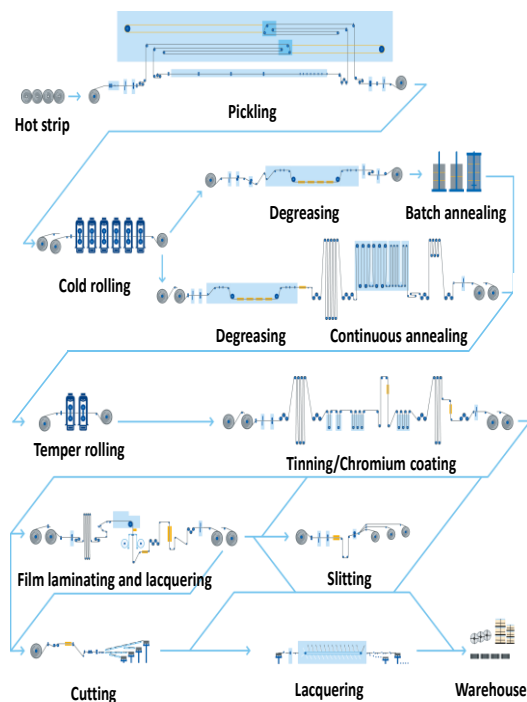 Hot strip
Pickling
Degreasing
Batch annealing
Cold rolling
Degreasing
Continuous annealing
Temper rolling
Tinning/Chromium coating
Film laminating and lacquering
Slitting
Cutting
Lacquering
Warehouse